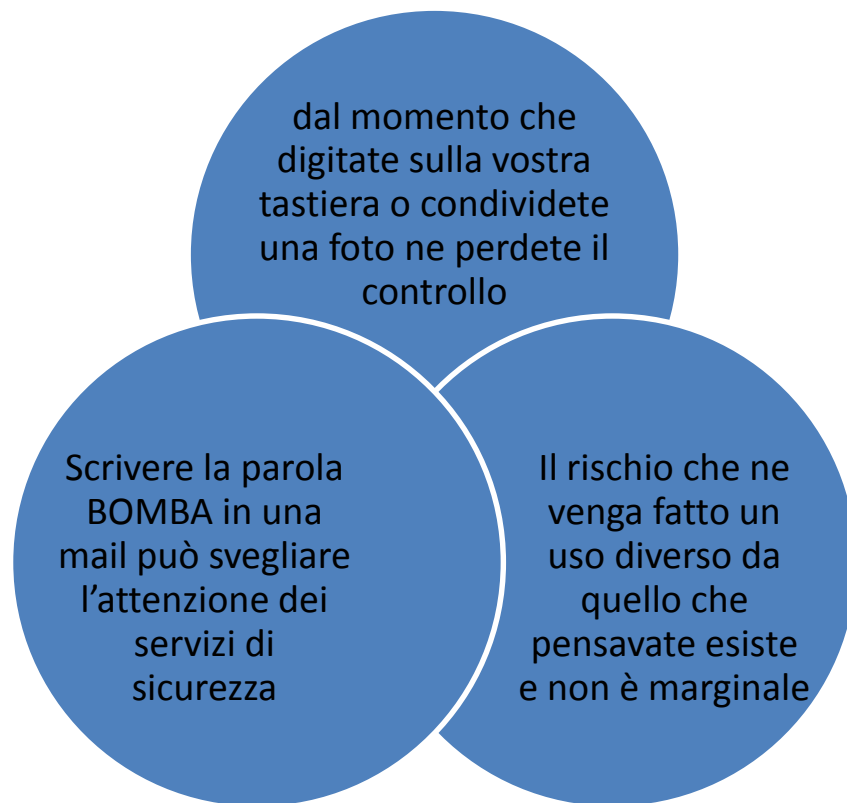 dal momento che
digitate sulla vostra
tastiera o condividete
una foto ne perdete il
controllo
Scrivere la parola
BOMBA in una
mail può svegliare
l’attenzione dei
servizi di
sicurezza
Il rischio che ne
venga fatto un
uso diverso da
quello che
pensavate esiste
e non è marginale